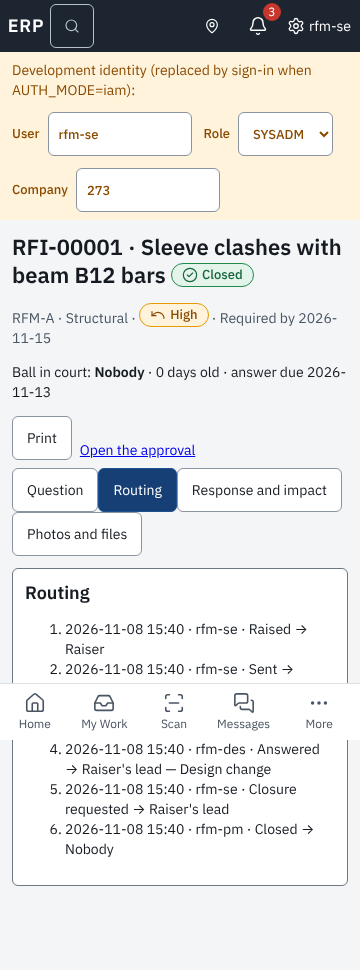 ERP
3
rfm-se
Development identity (replaced by sign-in when
AUTH_MODE=iam):
User rfm-se Role SYSADM
Company 273
RFI-00001 · Sleeve clashes with
beam B12 bars Closed
RFM-A · Structural · High · Required by 2026-
11-15
Ball in court: Nobody · 0 days old · answer due 2026-
11-13
Print Open the approval
Question Routing Response and impact
Photos and files
Routing
1. 2026-11-08 15:40 · rfm-se · Raised →
Raiser
2. 2026-11-08 15:40 · rfm-se · Sent →
Home My Work Scan Messages More
4. 2026-11-08 15:40 · rfm-des · Answered
→ Raiser's lead — Design change
5. 2026-11-08 15:40 · rfm-se · Closure
requested → Raiser's lead
6. 2026-11-08 15:40 · rfm-pm · Closed →
Nobody